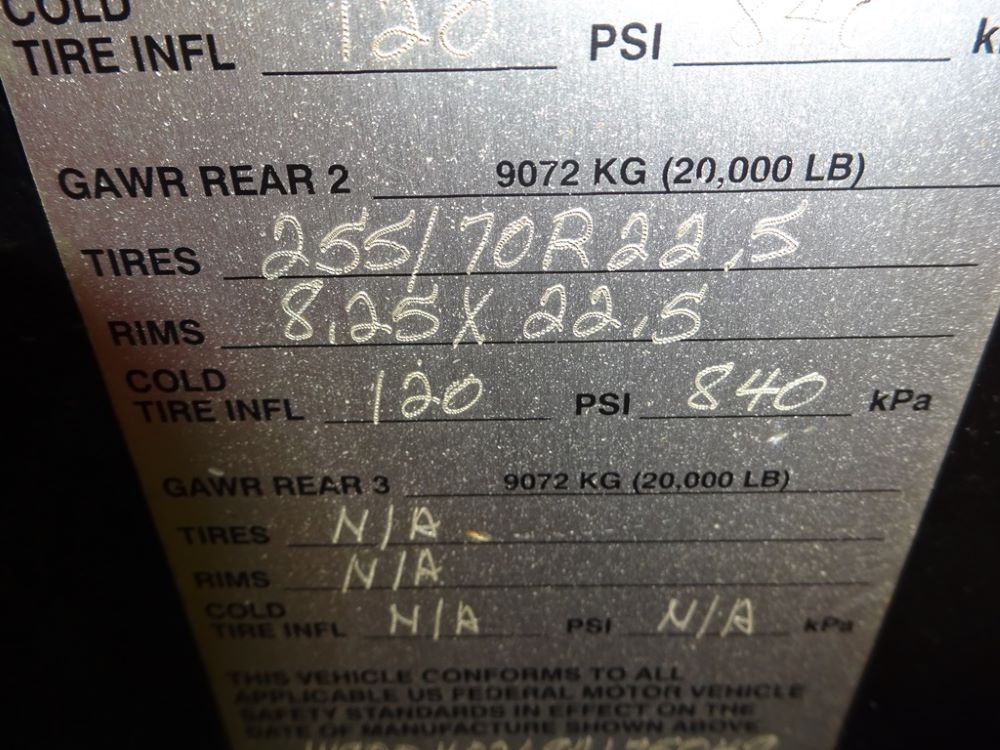 COLD
TIRE INFL 120 PSI 840
GAWR REAR 2 9072 KG (20,000 LB)
TIRES 255/70R22,5
RIMS 8,25 X 22,5
COLD
TIRE INFL 120 PSI 840 kPa
GAWR REAR 3 9072 KG (20,000 LB)
TIRES N/A
RIMS N/A
COLD
TIRE INFL N/A PSI N/A kPa
THIS VEHICLE CONFORMS TO ALL
APPLICABLE US FEDERAL MOTOR VEHICLE
SAFETY STANDARDS IN EFFECT ON THE
DATE OF MANUFACTURE SHOWN ABOVE